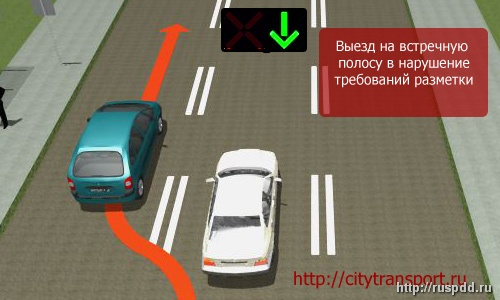 Выезд на встречную
полосу в нарушение
требований разметки
http://citytransport.ru
http://ruspdd.ru